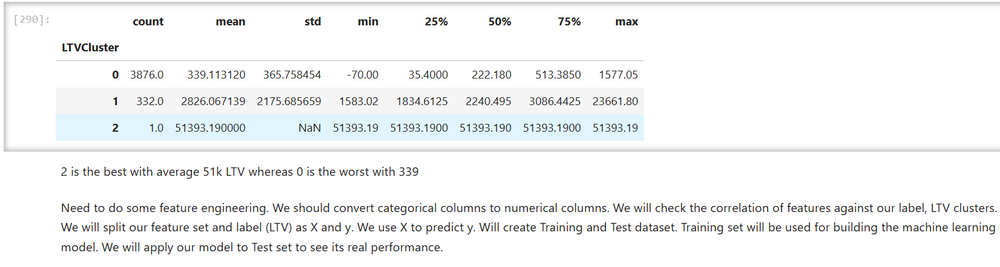 [290]:
count mean std min 25% 50% 75% max
LTVCluster
0 3876.0 339.113120 365.758454 -70.00 35.4000 222.180 513.3850 1577.05
1 332.0 2826.067139 2175.685659 1583.02 1834.6125 2240.495 3086.4425 23661.80
2 1.0 51393.190000 NaN 51393.19 51393.1900 51393.190 51393.1900 51393.19
2 is the best with average 51k LTV whereas 0 is the worst with 339
Need to do some feature engineering. We should convert categorical columns to numerical columns. We will check the correlation of features against our label, LTV clusters.
We will split our feature set and label (LTV) as X and y. We use X to predict y. Will create Training and Test dataset. Training set will be used for building the machine learning
model. We will apply our model to Test set to see its real performance.